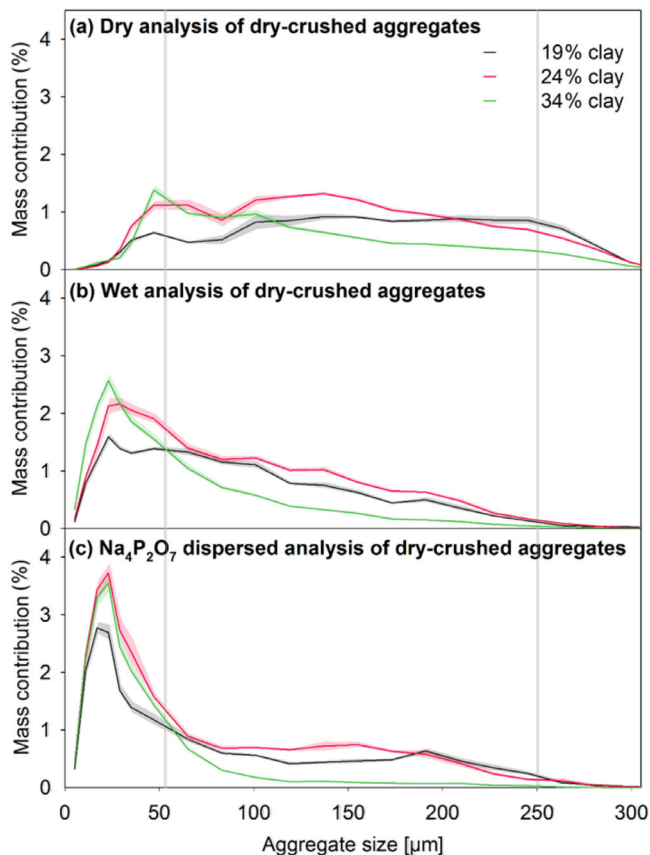 (a) Dry analysis of dry-crushed aggregates
19% clay
24% clay
34% clay
Mass contribution (%)
4
3
2
1
0
(b) Wet analysis of dry-crushed aggregates
Mass contribution (%)
4
3
2
1
0
(c) Na₄P₂O₇ dispersed analysis of dry-crushed aggregates
Mass contribution (%)
4
3
2
1
0
0 50 100 150 200 250 300
Aggregate size [µm]